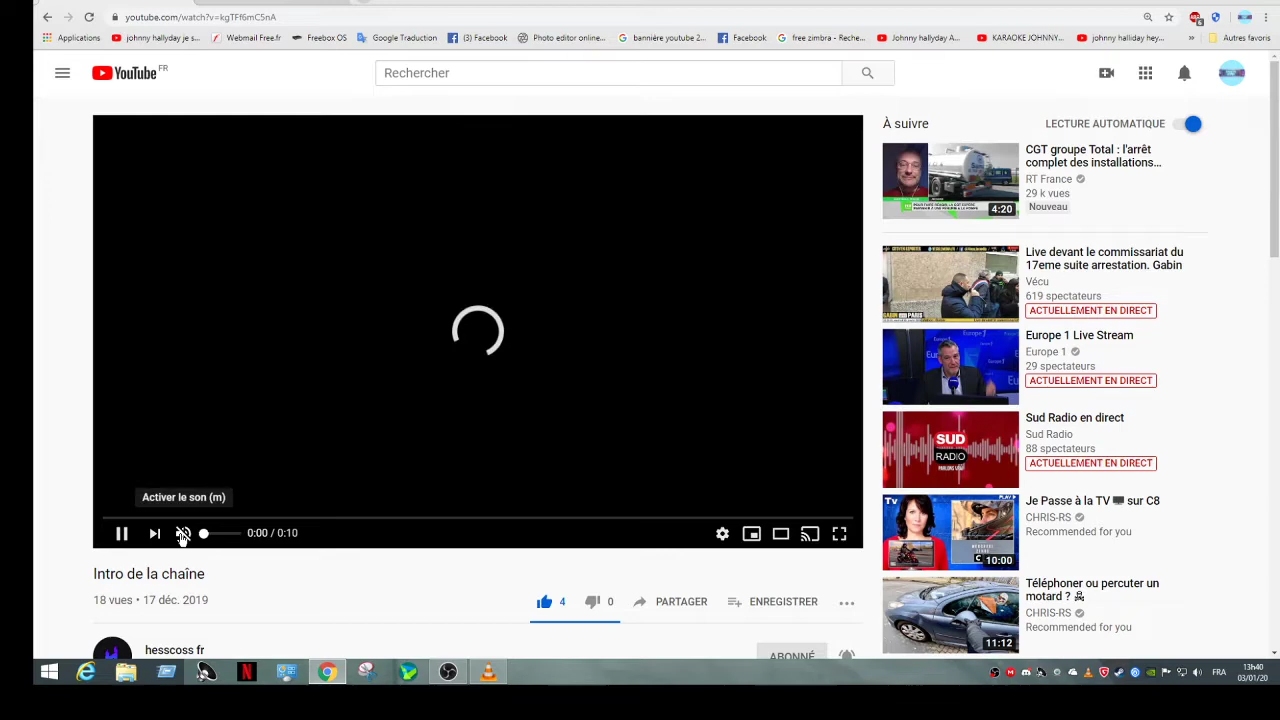 youtube.com/watch?v=kgTFf6mC5nA
Applications
johnny hallyday je s...
Webmail Free.fr
Freebox OS
Google Traduction
(3) Facebook
Photo editor online...
bannière youtube 2...
Facebook
free zimbra - Reche...
Johnny hallyday A...
KARAOKE JOHNNY...
johnny hallyday hey...
»
Autres favoris
YouTube FR
Rechercher
À suivre
LECTURE AUTOMATIQUE
CGT groupe Total : l'arrêt
complet des installations...
RT France
29 k vues
Nouveau
4:20
Live devant le commissariat du
17eme suite arrestation. Gabin
Vécu
619 spectateurs
ACTUELLEMENT EN DIRECT
Europe 1 Live Stream
Europe 1
29 spectateurs
ACTUELLEMENT EN DIRECT
Sud Radio en direct
Sud Radio
88 spectateurs
ACTUELLEMENT EN DIRECT
SUD
RADIO
Je Passe à la TV 🖥️ sur C8
CHRIS-RS
Recommended for you
10:00
Téléphoner ou percuter un
motard ?
CHRIS-RS
Recommended for you
11:12
Activer le son (m)
0:00 / 0:10
Intro de la chaine
18 vues • 17 déc. 2019
4
0
PARTAGER
ENREGISTRER
hesscoss fr
ABONNÉ
FRA
13h40
03/01/20